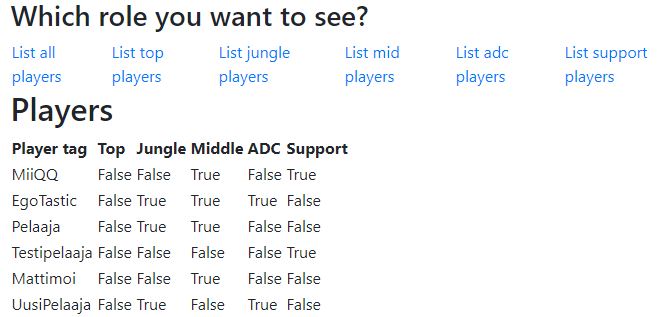 Which role you want to see?
List all players List top players List jungle players List mid players List adc players List support players
Players
Player tag Top Jungle Middle ADC Support
MiiQQ False False True False True
EgoTastic False True True True False
Pelaaja False True True False False
Testipelaaja False False False False True
Mattimoi False False True False False
UusiPelaaja False True False True False